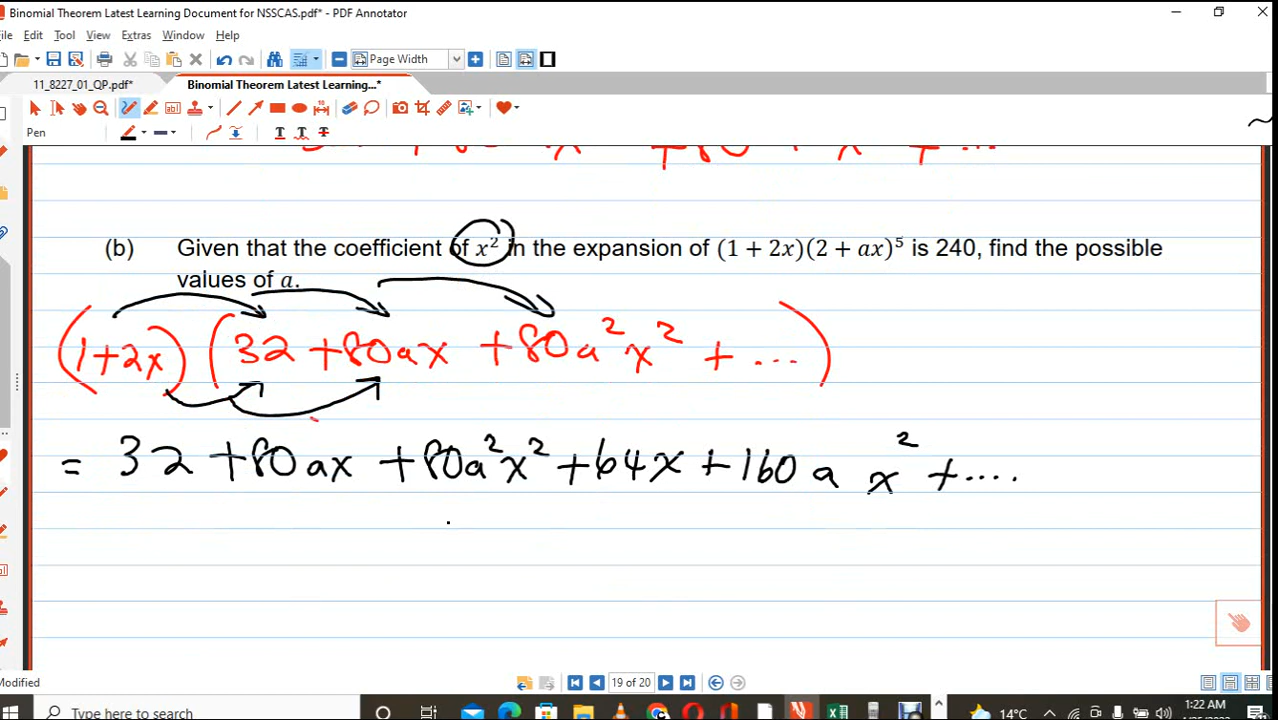 Binomial Theorem Latest Learning Document for NSSCAS.pdf* - PDF Annotator
ile Edit Tool View Extras Window Help
Page Width
11_8227_01_QP.pdf* Binomial Theorem Latest Learning...*
Pen
(b) Given that the coefficient of x² in the expansion of (1 + 2x)(2 + ax)⁵ is 240, find the possible
values of a.
(1+2x) (32 +80ax +80a²x² + ...)
= 32 +80ax +80a²x² +64x +160a x² +....
Modified 19 of 20
Type here to search 14°C 1:22 AM